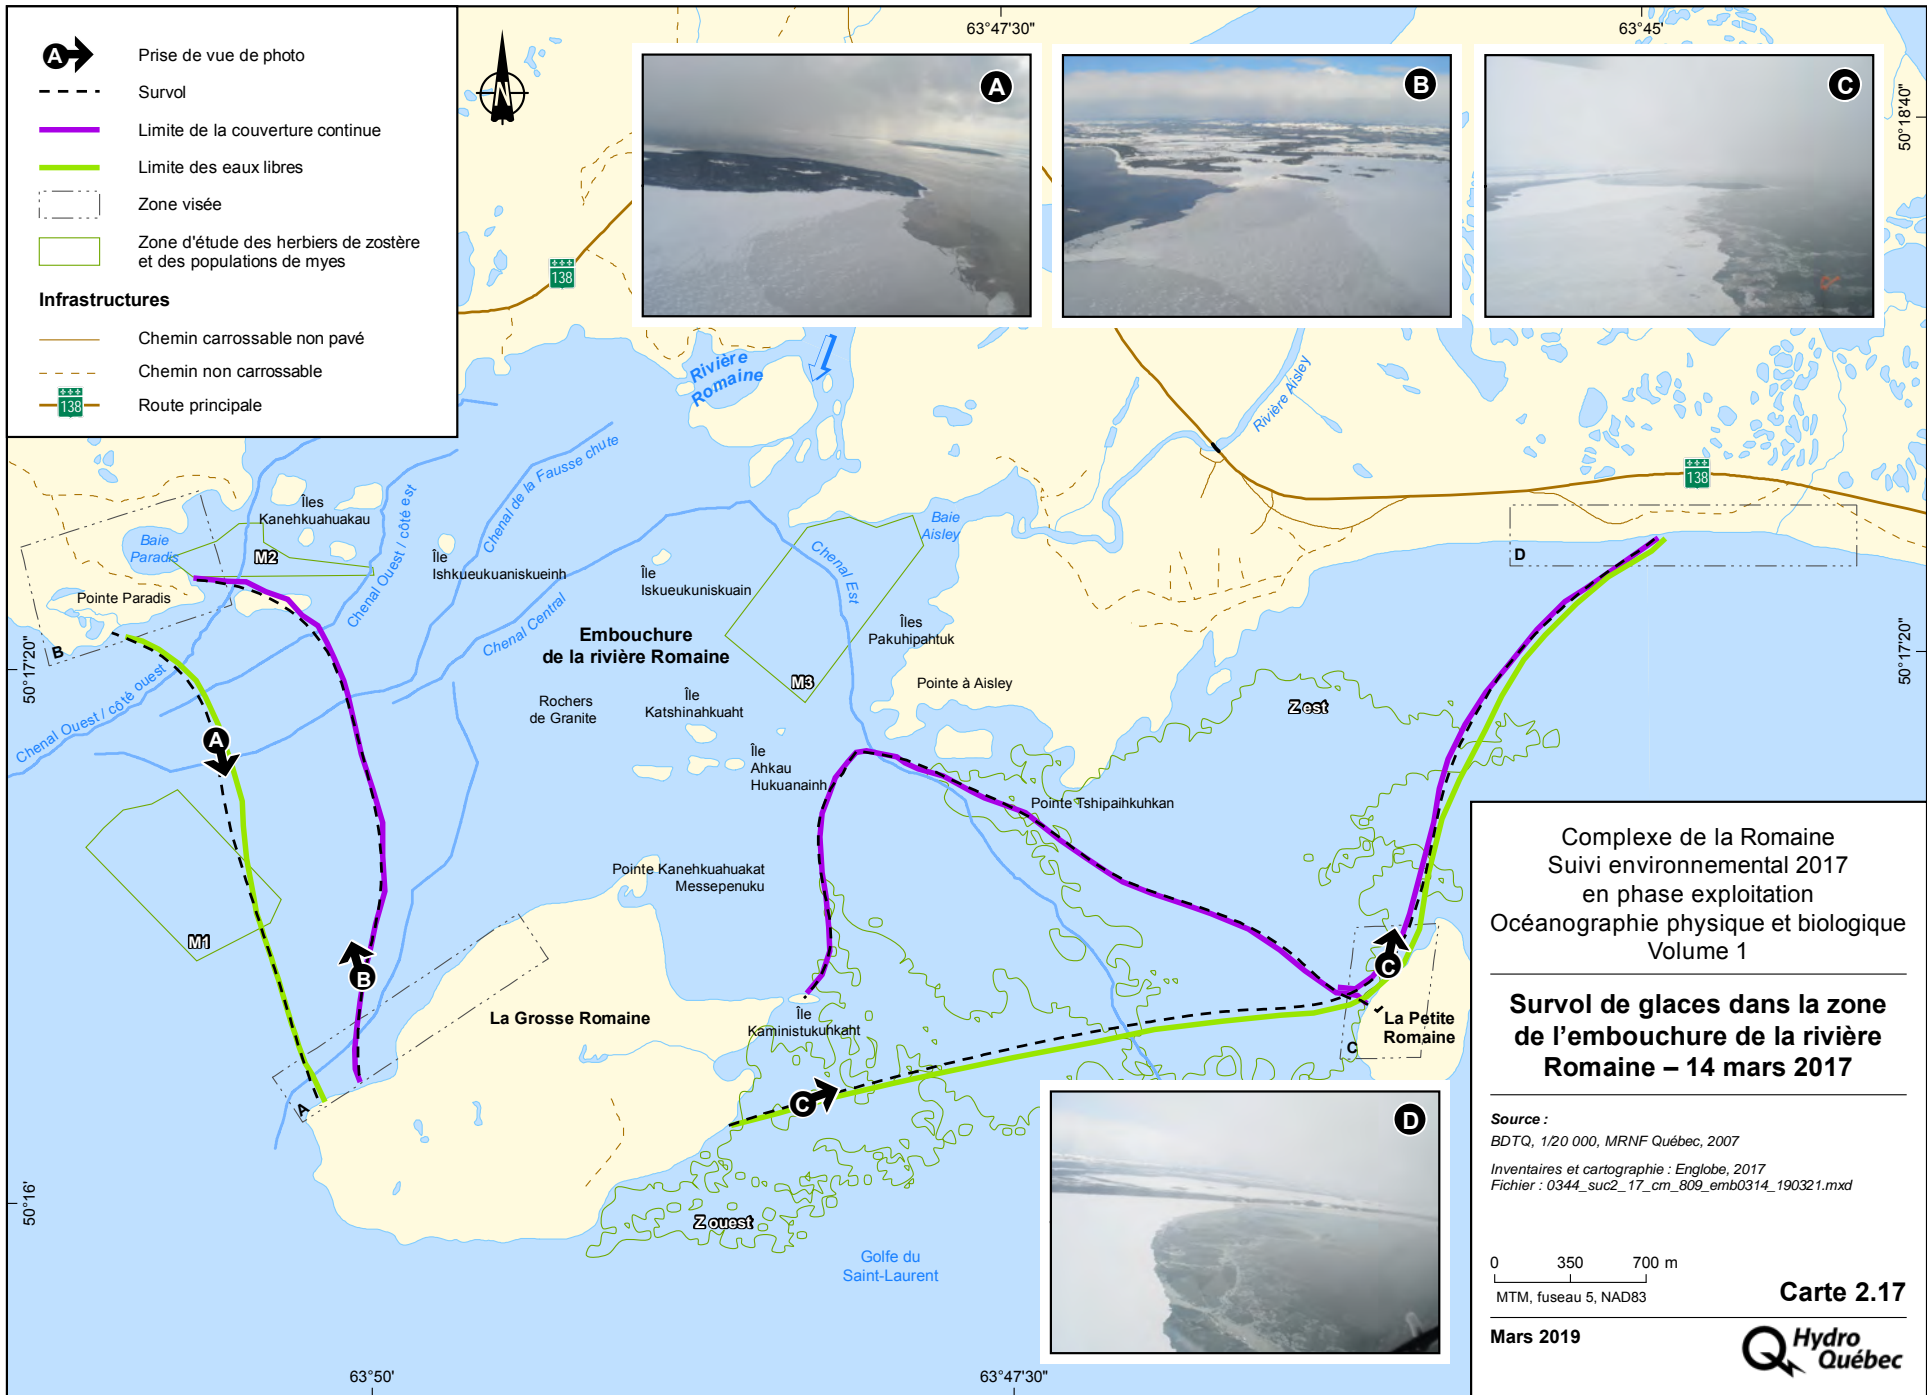 A
Prise de vue de photo
Survol
Limite de la couverture continue
Limite des eaux libres
Zone visée
Zone d'étude des herbiers de zostère
et des populations de myes
Infrastructures
Chemin carrossable non pavé
Chemin non carrossable
138
Route principale
N
63°47'30"
63°45'
50°18'40"
A
B
C
138
Rivière
Romaine
Rivière Aisley
138
Îles
Kanehkuahuakau
Baie
Paradis
M2
Pointe Paradis
B
Chenal Ouest / côté ouest
Chenal Ouest / côté est
Chenal de la Fausse chute
Île
Ishkueukuaniskueinh
Chenal Central
Île
Iskueukuniskuain
Embouchure
de la rivière Romaine
Chenal Est
Baie
Aisley
Îles
Pakuhipahtuk
M3
Pointe à Aisley
Rochers
de Granite
Île
Katshinahkuaht
Île
Ahkau
Hukuanainh
Pointe Tshipaihkuhkan
Z est
D
50°17'20"
50°17'20"
A
M1
B
Pointe Kanehkuahuakat
Messepenuku
La Grosse Romaine
Île
Kaministukuhkaht
A
C
C
C
La Petite
Romaine
Z ouest
Golfe du
Saint-Laurent
D
50°16'
63°50'
63°47'30"
Complexe de la Romaine
Suivi environnemental 2017
en phase exploitation
Océanographie physique et biologique
Volume 1
Survol de glaces dans la zone
de l'embouchure de la rivière
Romaine – 14 mars 2017
Source :
BDTQ, 1/20 000, MRNF Québec, 2007
Inventaires et cartographie : Englobe, 2017
Fichier : 0344_suc2_17_cm_809_emb0314_190321.mxd
0 350 700 m
MTM, fuseau 5, NAD83
Carte 2.17
Mars 2019
Hydro
Québec